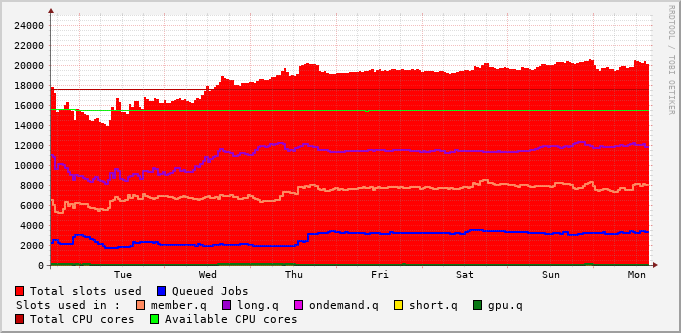 24000
22000
20000
18000
16000
14000
12000
10000
8000
6000
4000
2000
0
Tue Wed Thu Fri Sat Sun Mon
RRDTOOL / TOBI OETIKER
Total slots used Queued Jobs
Slots used in : member.q long.q ondemand.q short.q gpu.q
Total CPU cores Available CPU cores